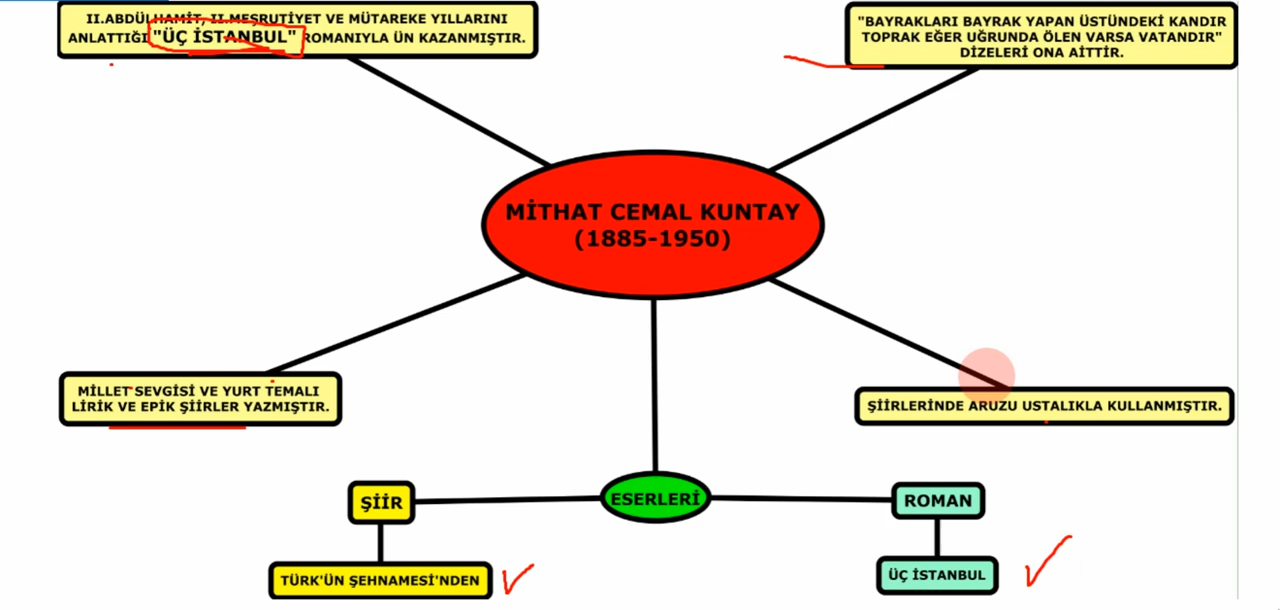 II.ABDÜLHAMİT, II.MEŞRUTİYET VE MÜTAREKE YILLARINI
ANLATTIĞI "ÜÇ İSTANBUL" ROMANIYLA ÜN KAZANMIŞTIR.
"BAYRAKLARI BAYRAK YAPAN ÜSTÜNDEKİ KANDIR
TOPRAK EĞER UĞRUNDA ÖLEN VARSA VATANDIR"
DİZELERİ ONA AİTTİR.
MİTHAT CEMAL KUNTAY
(1885-1950)
MİLLET SEVGİSİ VE YURT TEMALI
LİRİK VE EPİK ŞİİRLER YAZMIŞTIR.
ŞİİRLERİNDE ARUZU USTALIKLA KULLANMIŞTIR.
ŞİİR
ESERLERİ
ROMAN
TÜRK'ÜN ŞEHNAMESİ'NDEN
ÜÇ İSTANBUL